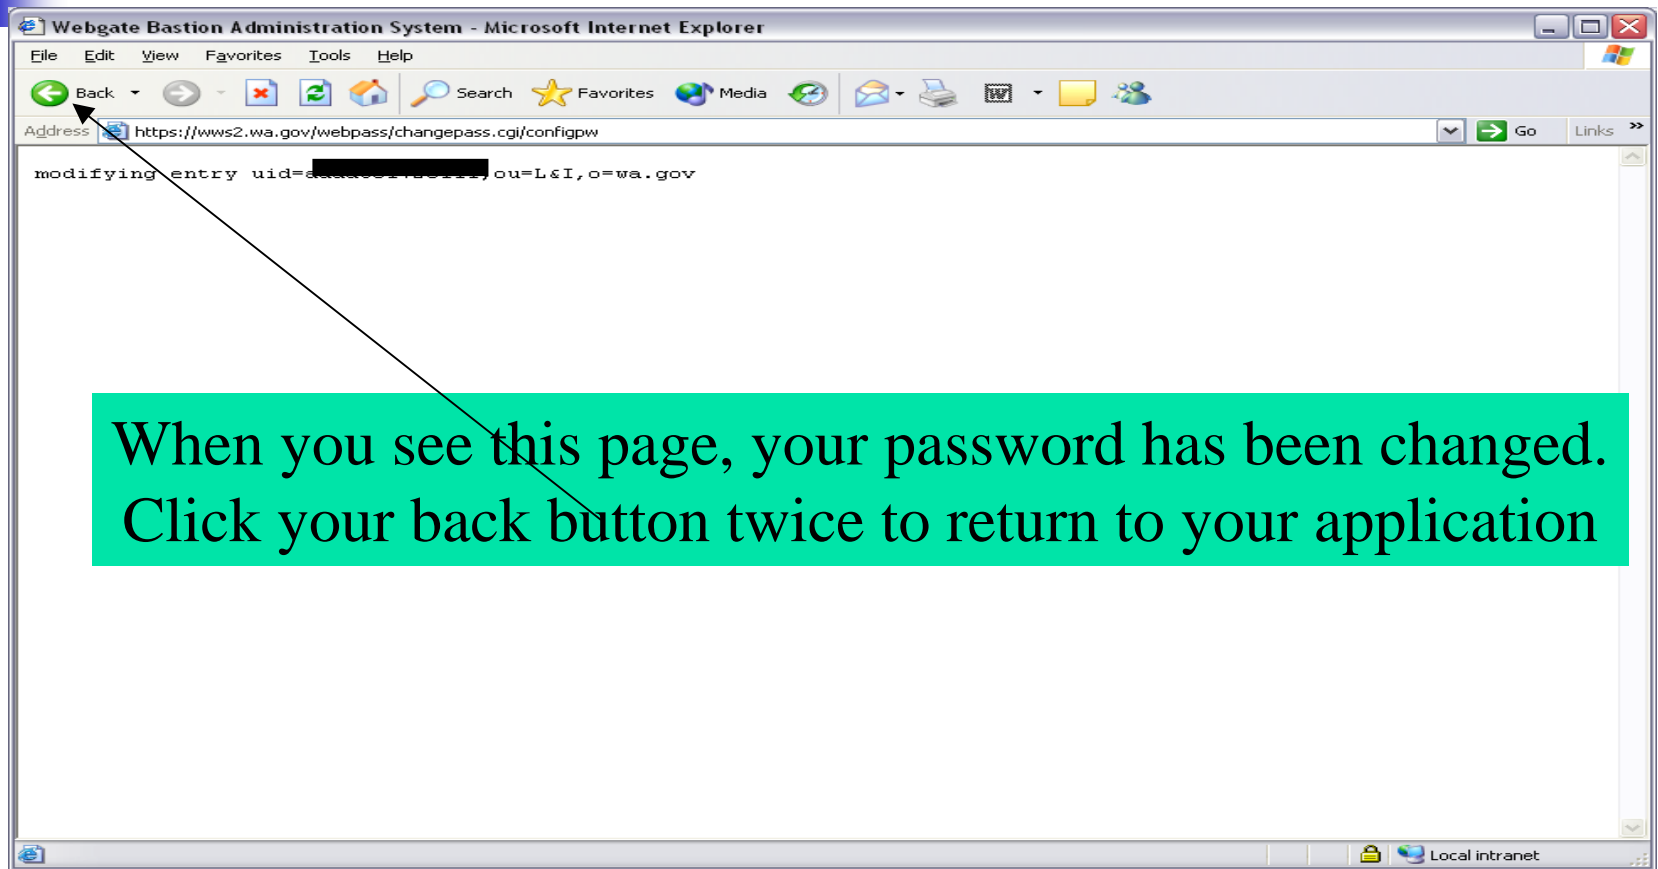 Webgate Bastion Administration System - Microsoft Internet Explorer
File Edit View Favorites Tools Help
Back Search Favorites Media
Address https://wws2.wa.gov/webpass/changepass.cgi/configpw Go Links »
modifying entry uid= ,ou=L&I,o=wa.gov
When you see this page, your password has been changed.
Click your back button twice to return to your application
Local intranet